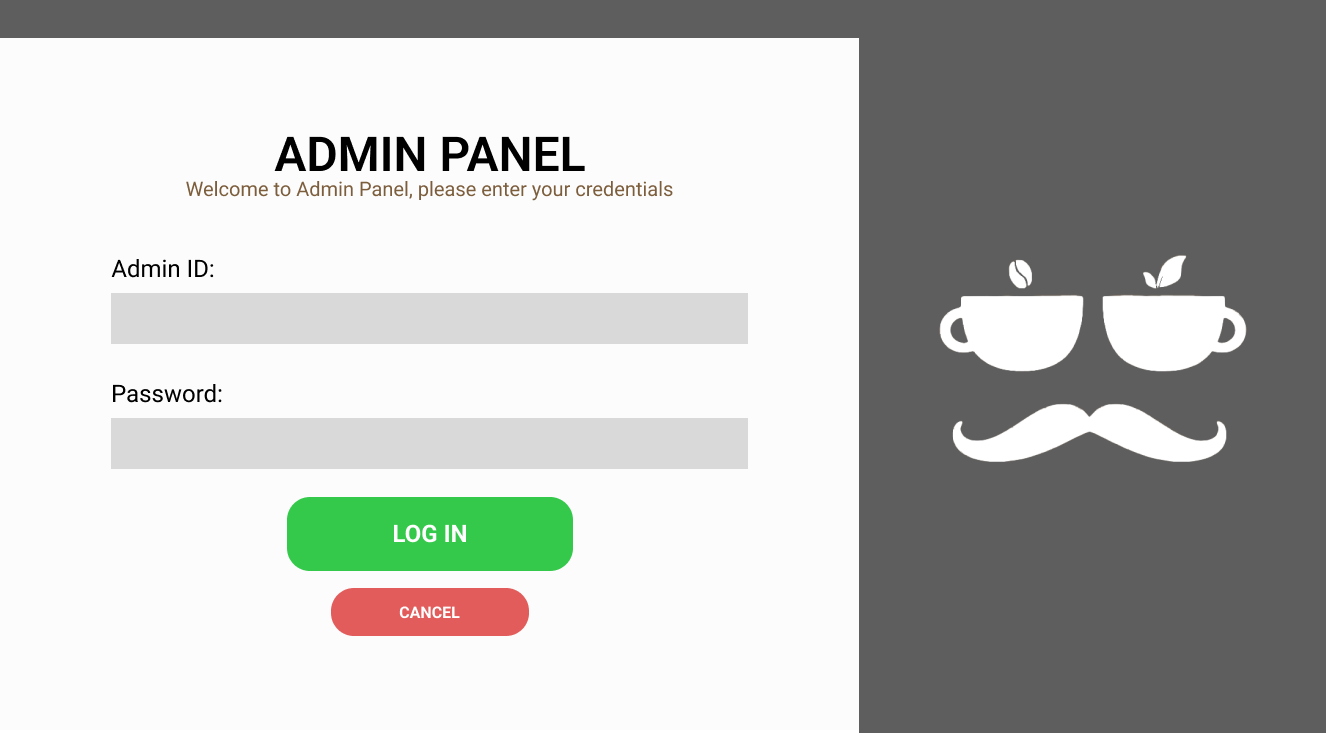 ADMIN PANEL
Welcome to Admin Panel, please enter your credentials
Admin ID:
Password:
LOG IN
CANCEL